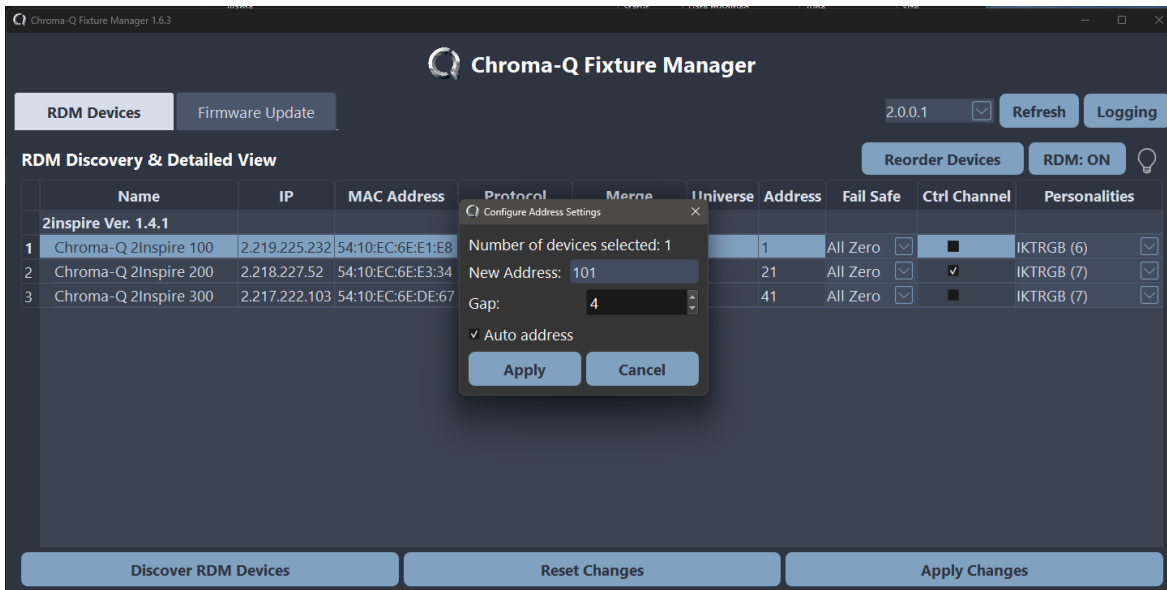 Chroma-Q Fixture Manager 1.6.3
Chroma-Q Fixture Manager
RDM Devices Firmware Update 2.0.0.1 Refresh Logging
RDM Discovery & Detailed View Reorder Devices RDM: ON
Name IP MAC Address Protocol Merge Universe Address Fail Safe Ctrl Channel Personalities
2inspire Ver. 1.4.1
1 Chroma-Q 2Inspire 100 2.219.225.232 54:10:EC:6E:E1:E8 1 All Zero IKTRGB (6)
2 Chroma-Q 2Inspire 200 2.218.227.52 54:10:EC:6E:E3:34 21 All Zero IKTRGB (7)
3 Chroma-Q 2Inspire 300 2.217.222.103 54:10:EC:6E:DE:67 41 All Zero IKTRGB (7)
Configure Address Settings
Number of devices selected: 1
New Address: 101
Gap: 4
Auto address
Apply Cancel
Discover RDM Devices Reset Changes Apply Changes